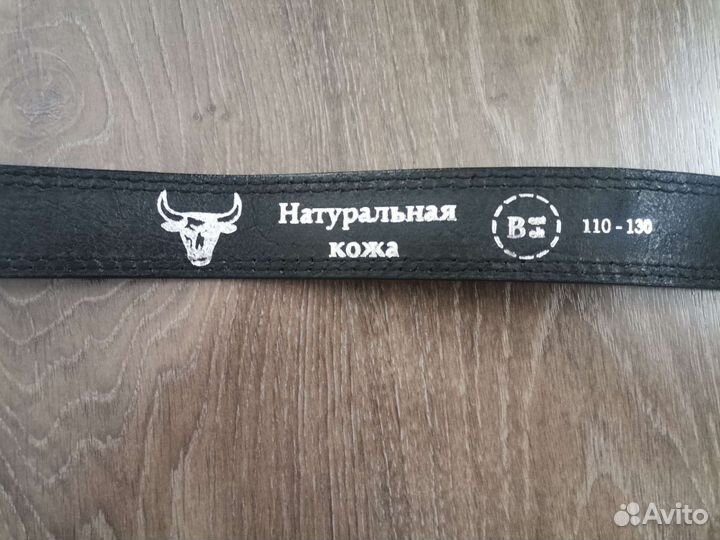 Натуральная
кожа
B
110 - 130
Avito